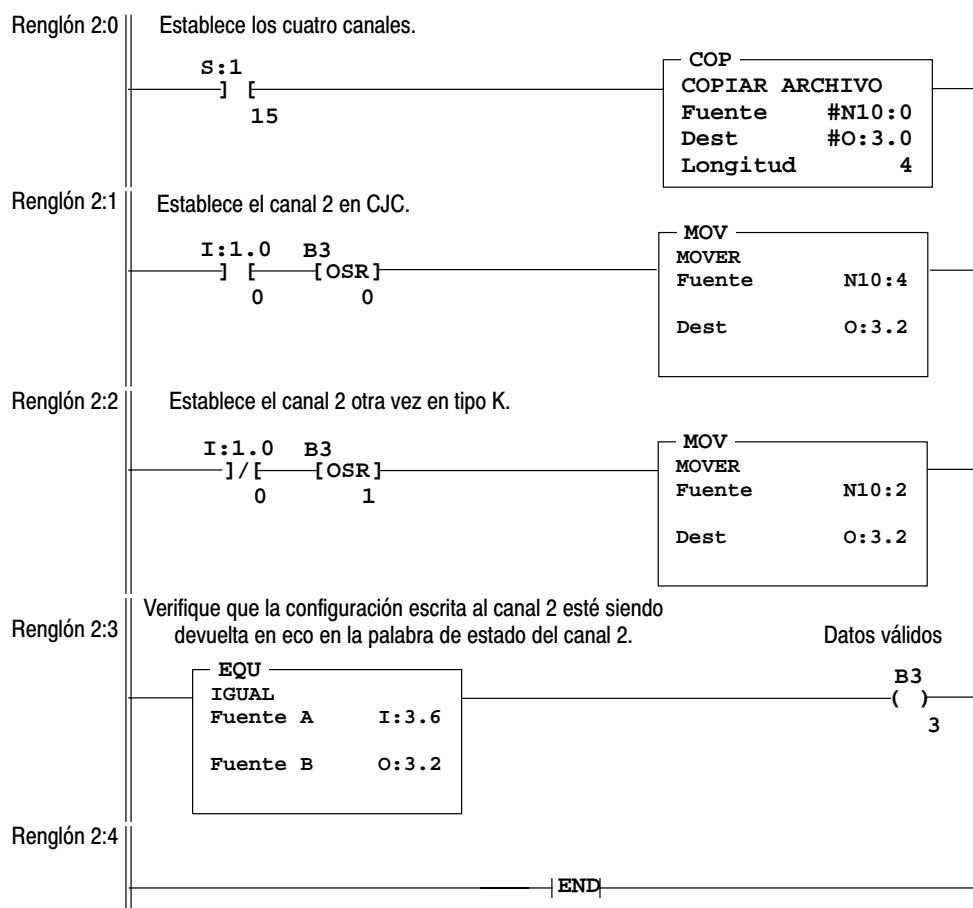 Renglón 2:0
Establece los cuatro canales.
S:1
] [
15
COP
COPIAR ARCHIVO
Fuente #N10:0
Dest #O:3.0
Longitud 4
Renglón 2:1
Establece el canal 2 en CJC.
I:1.0 B3
] [ [OSR]
0 0
MOV
MOVER
Fuente N10:4
Dest O:3.2
Renglón 2:2
Establece el canal 2 otra vez en tipo K.
I:1.0 B3
]/[ [OSR]
0 1
MOV
MOVER
Fuente N10:2
Dest O:3.2
Renglón 2:3
Verifique que la configuración escrita al canal 2 esté siendo
devuelta en eco en la palabra de estado del canal 2.
Datos válidos
EQU
IGUAL
Fuente A I:3.6
Fuente B O:3.2
B3
( )
3
Renglón 2:4
END